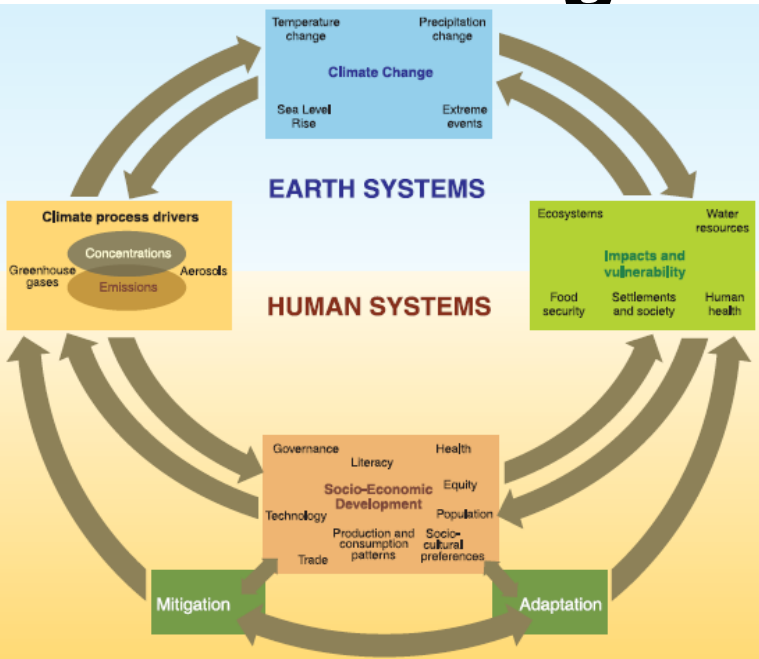 Temperature
change
Precipitation
change
Climate Change
Sea Level
Rise
Extreme
events
EARTH SYSTEMS
Climate process drivers
Concentrations
Greenhouse
gases
Aerosols
Emissions
Ecosystems
Water
resources
Impacts and
vulnerability
Food
security
Settlements
and society
Human
health
HUMAN SYSTEMS
Governance
Health
Literacy
Equity
Socio-Economic
Development
Technology
Population
Production and
consumption
patterns
Socio-
cultural
preferences
Trade
Mitigation
Adaptation